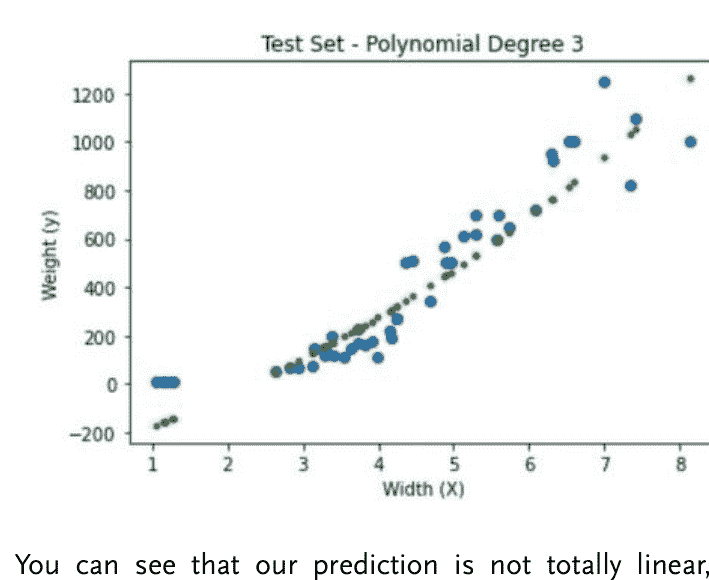 Test Set - Polynomial Degree 3
1200
1000
800
600
400
200
0
−200
Weight (y)
1 2 3 4 5 6 7 8
Width (X)
You can see that our prediction is not totally linear,